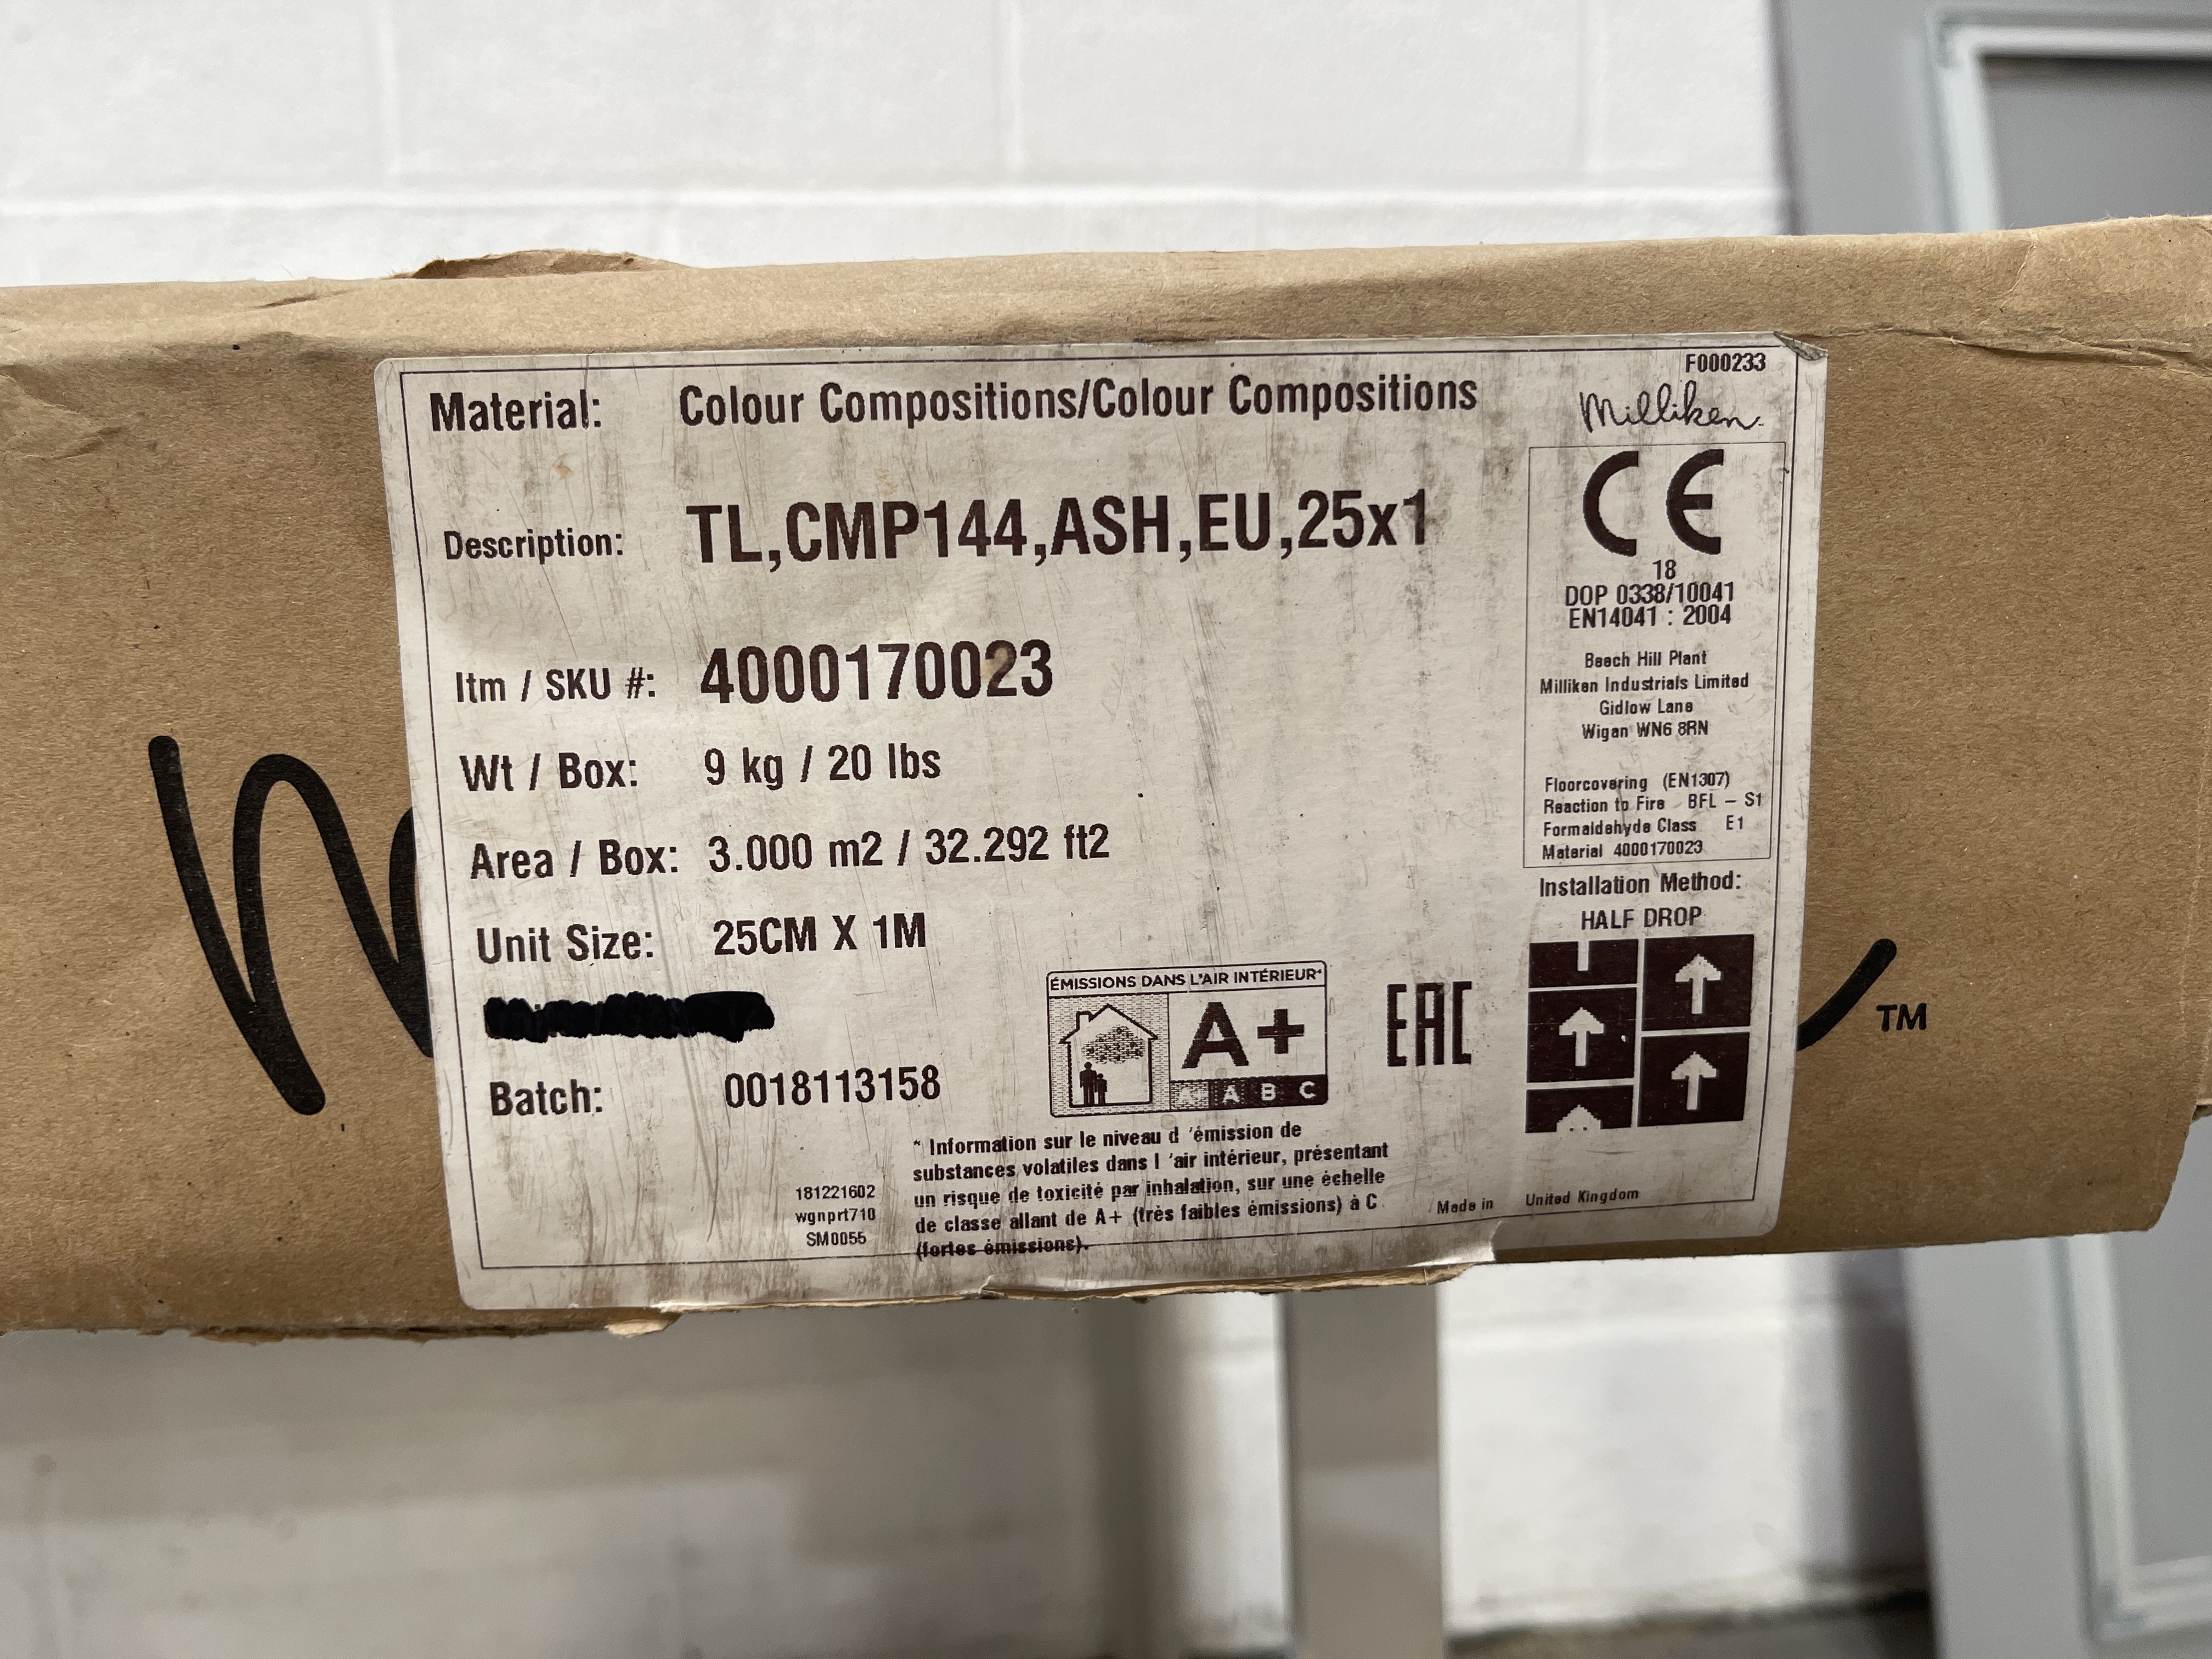 F000233
Material: Colour Compositions/Colour Compositions
Milliken
Description: TL,CMP144,ASH,EU,25x1
CE
18
DOP 0338/10041
EN14041 : 2004
Itm / SKU #: 4000170023
Beech Hill Plant
Milliken Industrials Limited
Gidlow Lane
Wigan WN6 8RN
Wt / Box: 9 kg / 20 lbs
Floorcovering (EN1307)
Reaction to Fire BFL - S1
Formaldehyde Class E1
Material 4000170023
Area / Box: 3.000 m2 / 32.292 ft2
Installation Method:
HALF DROP
Unit Size: 25CM X 1M
ÉMISSIONS DANS L'AIR INTÉRIEUR*
A+
A+ A B C
EAC
TM
Batch: 0018113158
* Information sur le niveau d 'émission de
substances volatiles dans l 'air intérieur, présentant
un risque de toxicité par inhalation, sur une échelle
de classe allant de A+ (très faibles émissions) à C
(fortes émissions).
181221602
wgnprt710
SM0055
Made in United Kingdom